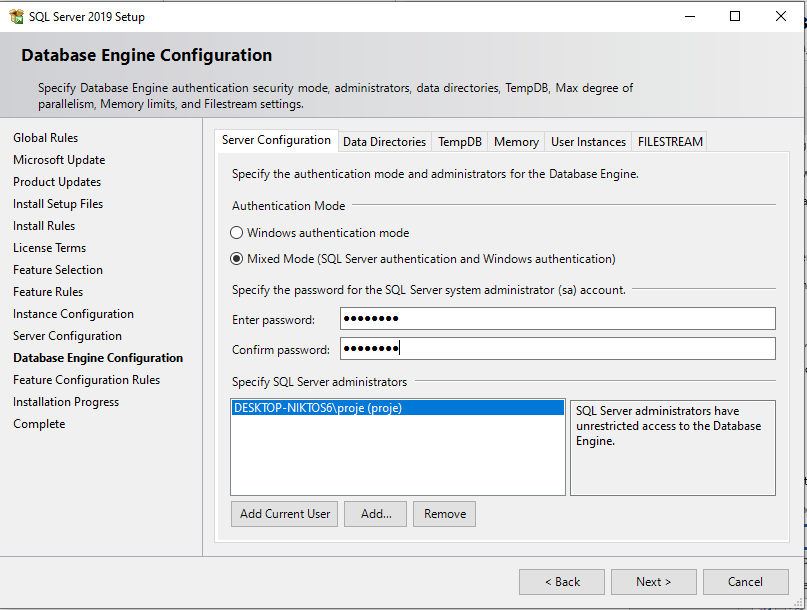 SQL Server 2019 Setup
Database Engine Configuration
Specify Database Engine authentication security mode, administrators, data directories, TempDB, Max degree of
parallelism, Memory limits, and Filestream settings.
Global Rules
Microsoft Update
Product Updates
Install Setup Files
Install Rules
License Terms
Feature Selection
Feature Rules
Instance Configuration
Server Configuration
Database Engine Configuration
Feature Configuration Rules
Installation Progress
Complete
Server Configuration Data Directories TempDB Memory User Instances FILESTREAM
Specify the authentication mode and administrators for the Database Engine.
Authentication Mode
Windows authentication mode
Mixed Mode (SQL Server authentication and Windows authentication)
Specify the password for the SQL Server system administrator (sa) account.
Enter password: ●●●●●●●●
Confirm password: ●●●●●●●●
Specify SQL Server administrators
DESKTOP-NIKTOS6\proje (proje)
SQL Server administrators have
unrestricted access to the Database
Engine.
Add Current User Add... Remove
< Back Next > Cancel